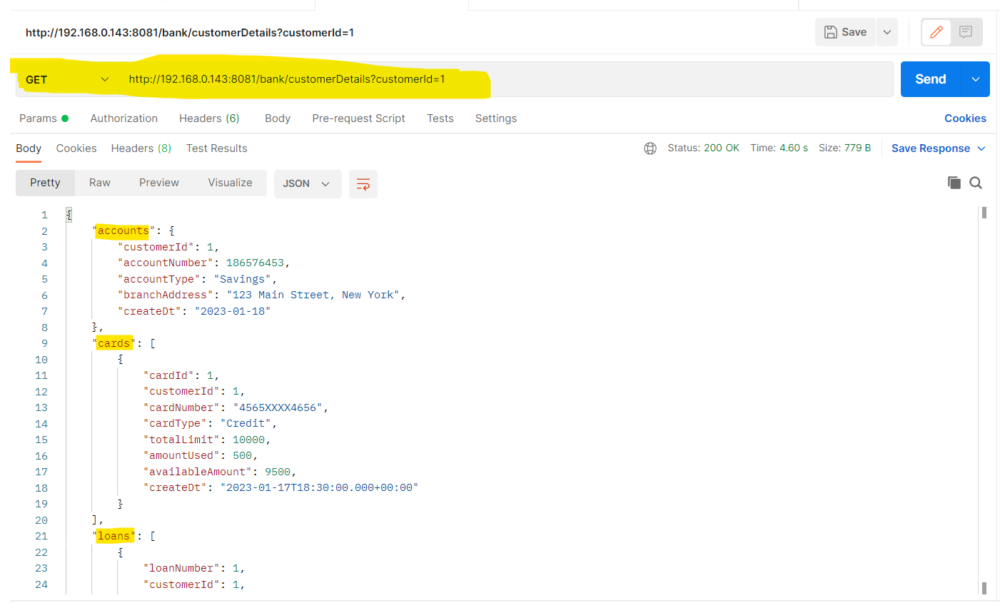 http://192.168.0.143:8081/bank/customerDetails?customerId=1 Save
GET http://192.168.0.143:8081/bank/customerDetails?customerId=1 Send
Params Authorization Headers (6) Body Pre-request Script Tests Settings Cookies
Body Cookies Headers (8) Test Results Status: 200 OK Time: 4.60 s Size: 779 B Save Response
Pretty Raw Preview Visualize JSON
1 {
2 "accounts": {
3 "customerId": 1,
4 "accountNumber": 186576453,
5 "accountType": "Savings",
6 "branchAddress": "123 Main Street, New York",
7 "createDt": "2023-01-18"
8 },
9 "cards": [
10 {
11 "cardId": 1,
12 "customerId": 1,
13 "cardNumber": "4565XXXX4656",
14 "cardType": "Credit",
15 "totalLimit": 10000,
16 "amountUsed": 500,
17 "availableAmount": 9500,
18 "createDt": "2023-01-17T18:30:00.000+00:00"
19 }
20 ],
21 "loans": [
22 {
23 "loanNumber": 1,
24 "customerId": 1,